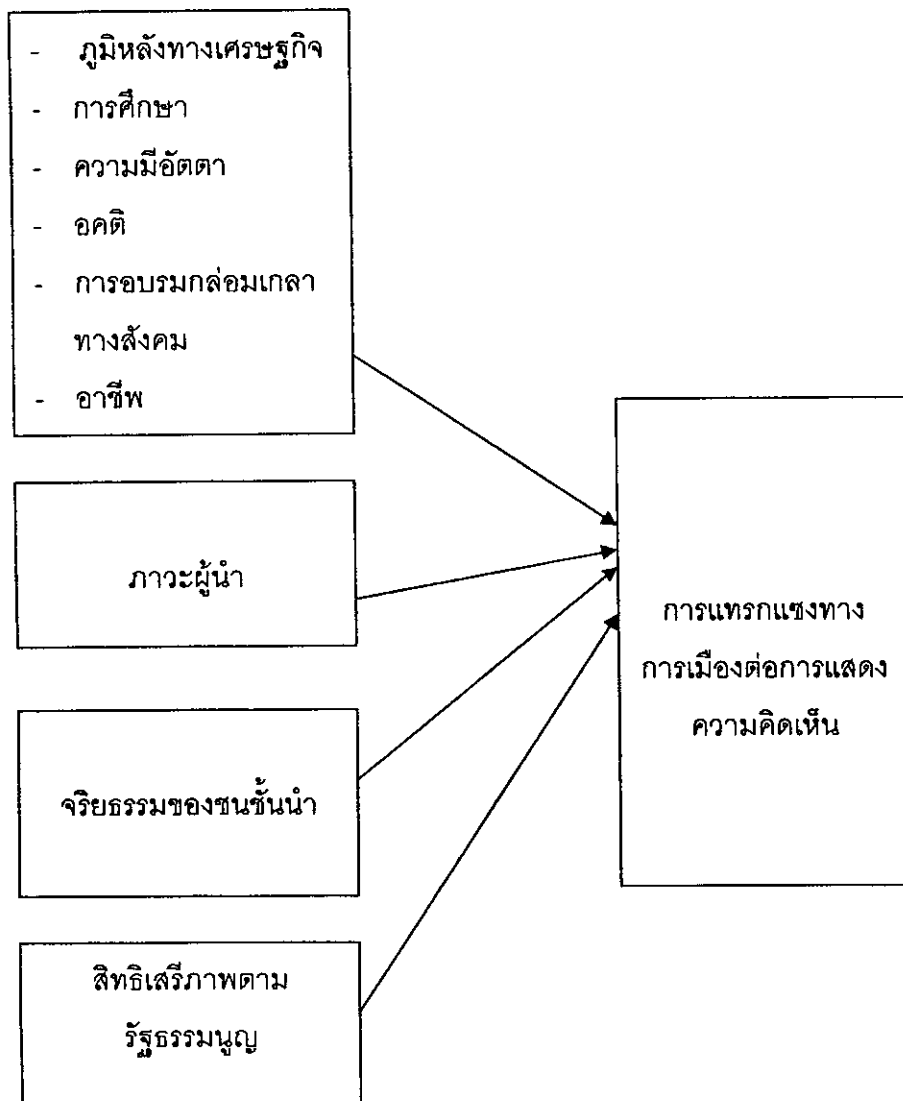 - ภูมิหลังทางเศรษฐกิจ
- การศึกษา
- ความมีอัตตา
- อคติ
- การอบรมกล่อมเกลา
ทางสังคม
- อาชีพ
ภาวะผู้นำ
จริยธรรมของชนชั้นนำ
สิทธิเสรีภาพตาม
รัฐธรรมนูญ
การแทรกแซงทาง
การเมืองต่อการแสดง
ความคิดเห็น